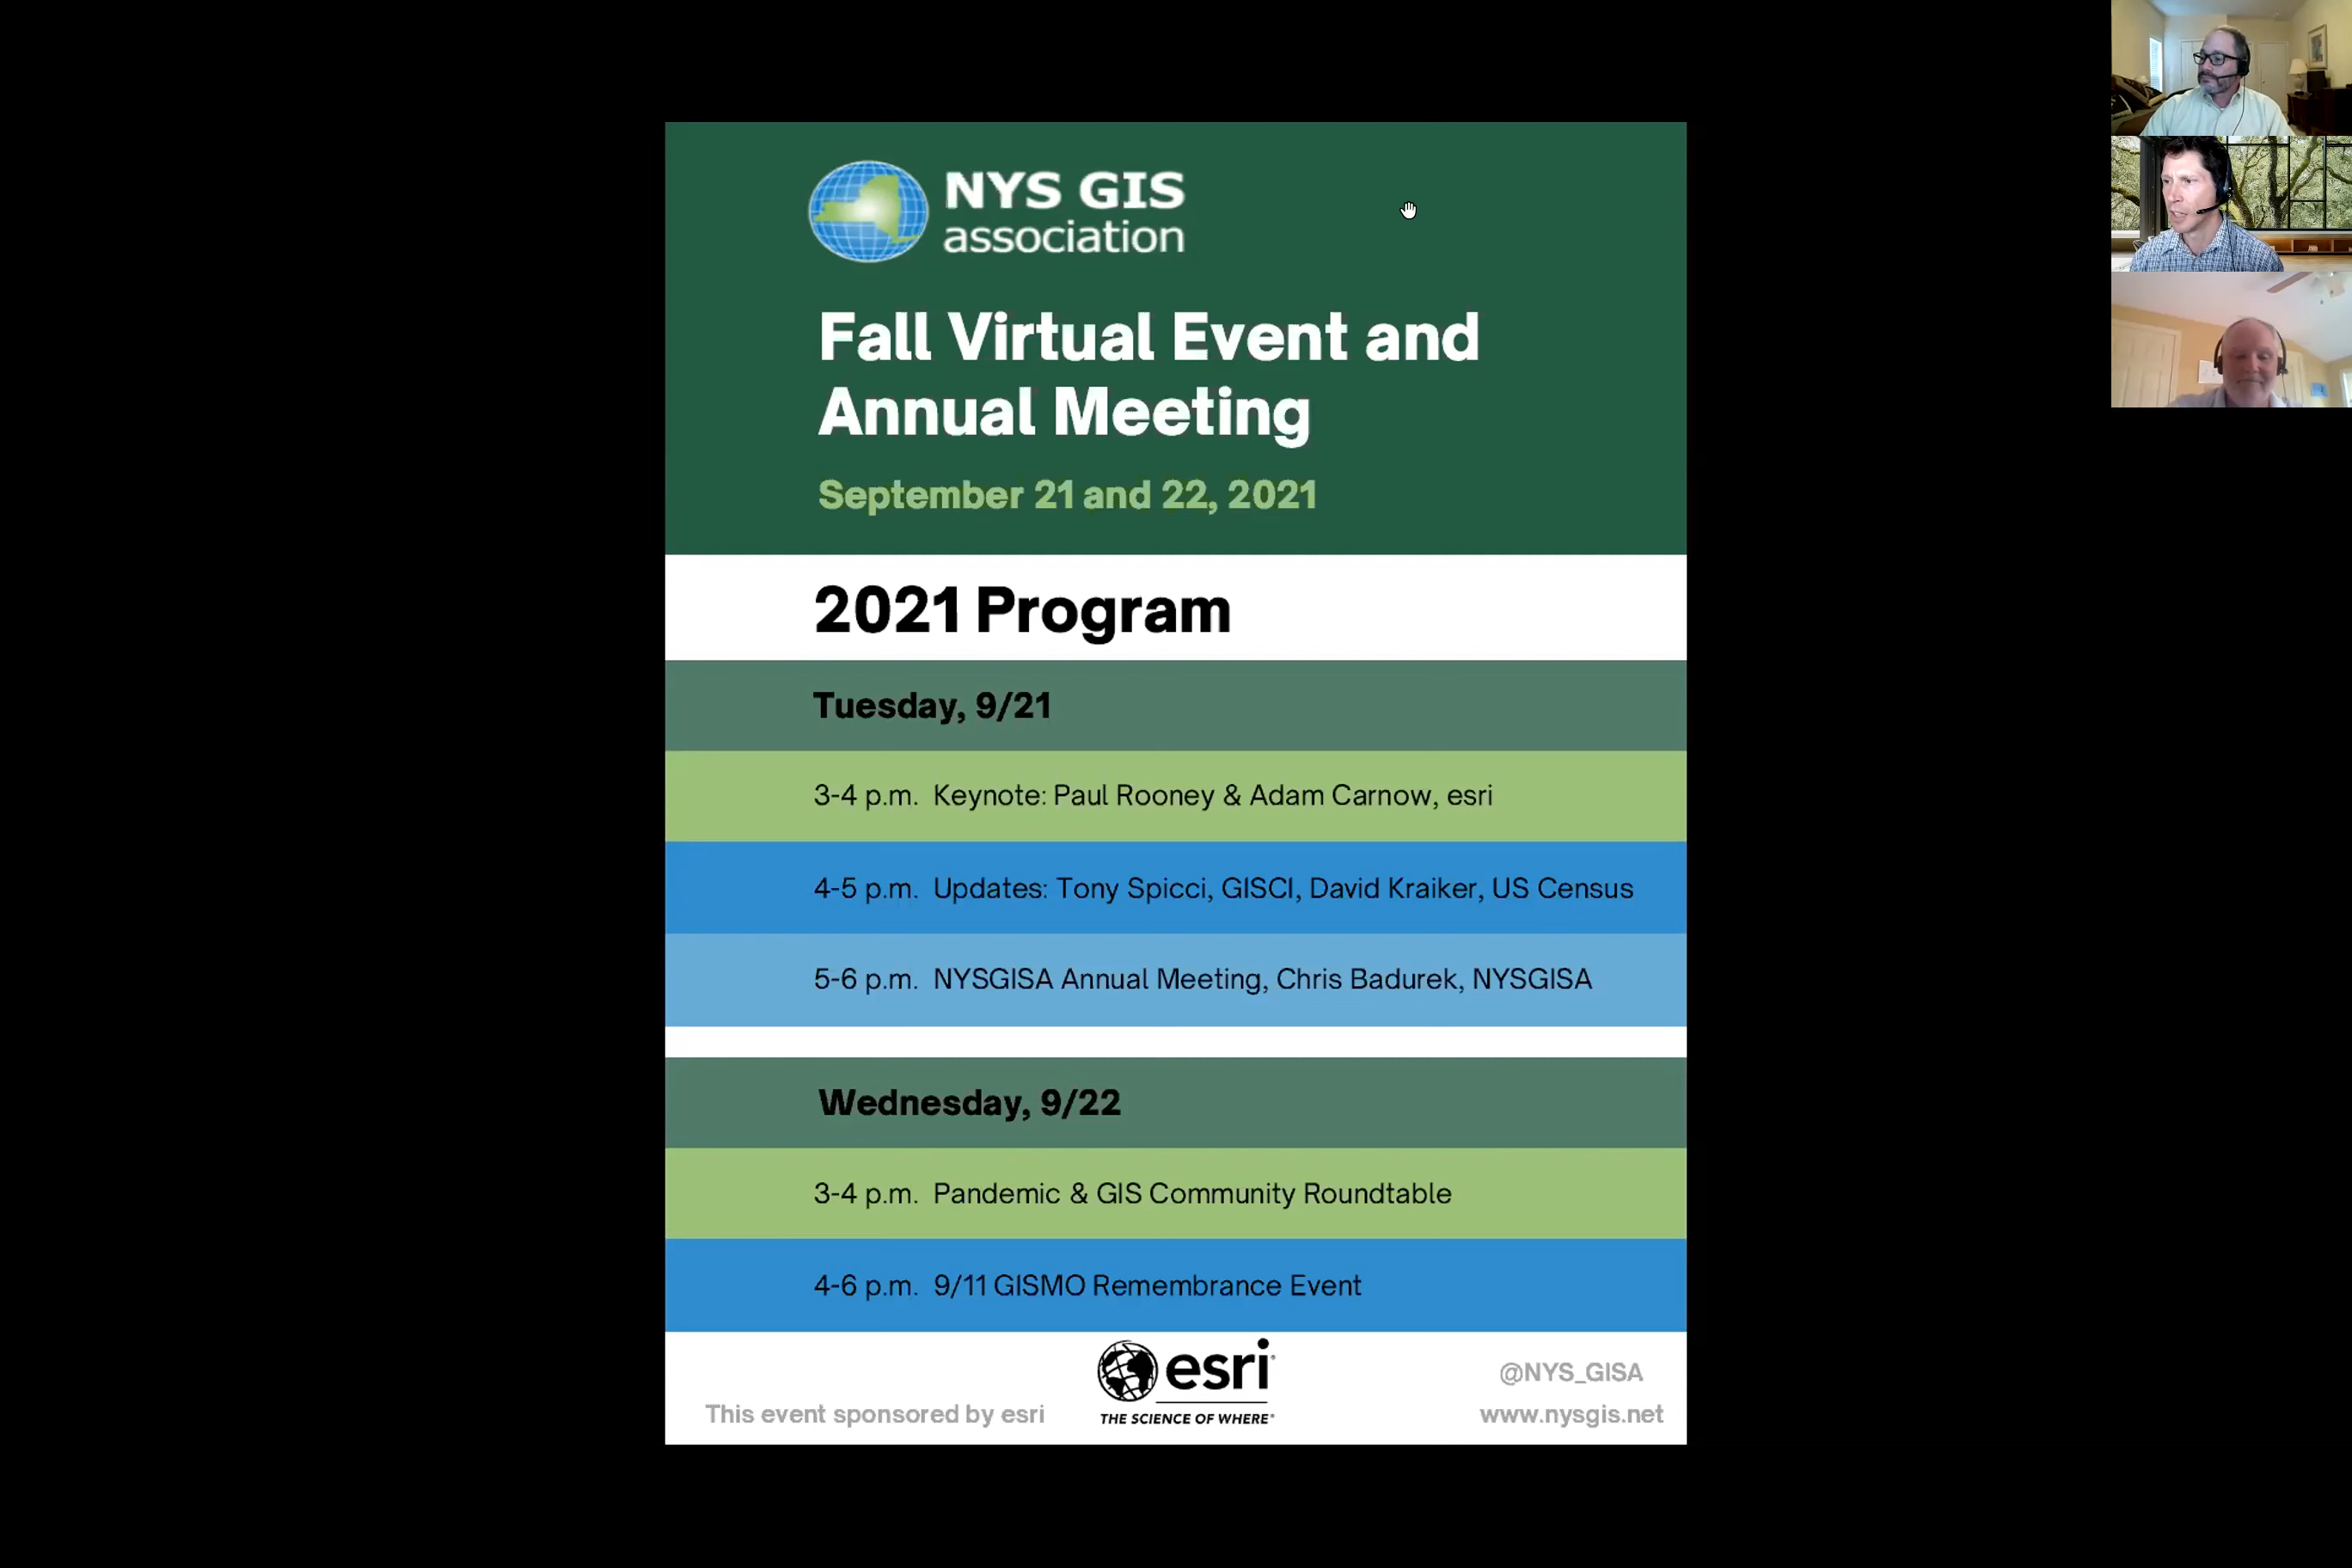 NYS GIS
association
Fall Virtual Event and
Annual Meeting
September 21 and 22, 2021
2021 Program
Tuesday, 9/21
3-4 p.m. Keynote: Paul Rooney & Adam Carnow, esri
4-5 p.m. Updates: Tony Spicci, GISCI, David Kraiker, US Census
5-6 p.m. NYSGISA Annual Meeting, Chris Badurek, NYSGISA
Wednesday, 9/22
3-4 p.m. Pandemic & GIS Community Roundtable
4-6 p.m. 9/11 GISMO Remembrance Event
This event sponsored by esri
esri
THE SCIENCE OF WHERE®
@NYS_GISA
www.nysgis.net